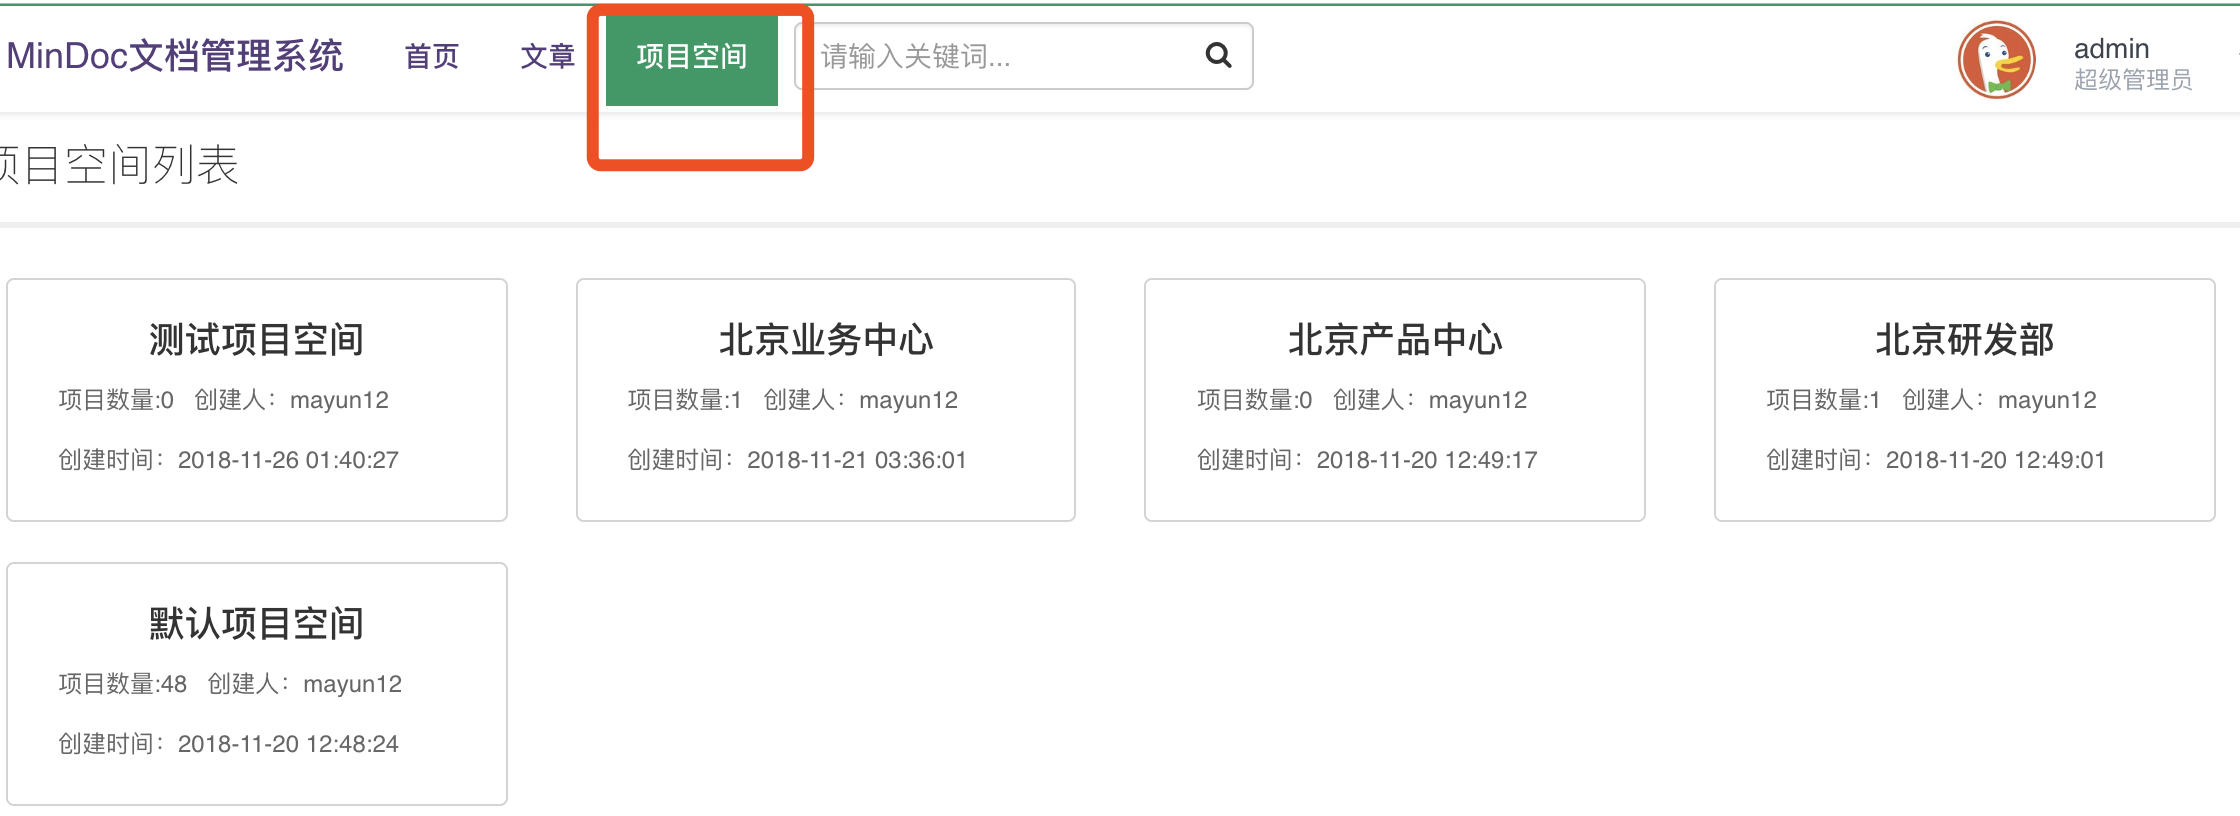 MinDoc文档管理系统 首页 文章 项目空间 请输入关键词... admin
超级管理员
项目空间列表
测试项目空间 北京业务中心 北京产品中心 北京研发部
项目数量:0 创建人：mayun12 项目数量:1 创建人：mayun12 项目数量:0 创建人：mayun12 项目数量:1 创建人：mayun12
创建时间：2018-11-26 01:40:27 创建时间：2018-11-21 03:36:01 创建时间：2018-11-20 12:49:17 创建时间：2018-11-20 12:49:01
默认项目空间
项目数量:48 创建人：mayun12
创建时间：2018-11-20 12:48:24